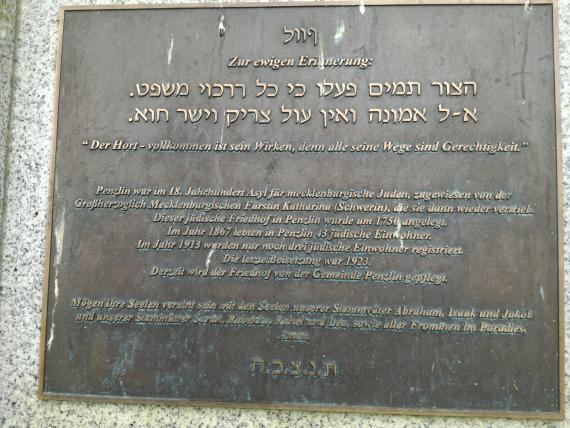 לוקף
Zur ewigen Erinnerung:
הצור תמים פעלו כי כל דרכוי משפט.
א-ל אמונה ואין עול צריק וישר חוא.
“ Der Hort - vollkommen ist sein Wirken, denn alle seine Wege sind Gerechtigkeit.”
Penzlin war im 18. Jahrhundert Asyl für mecklenburgische Juden, zugewiesen von der
Großherzoglich Mecklenburgischen Fürstin Katharina (Schwerin), die sie dann wieder vertrieb.
Dieser jüdische Friedhof in Penzlin wurde um 1750 angelegt.
Im Jahr 1867 lebten in Penzlin 43 jüdische Einwohner.
Im Jahr 1913 wurden nur noch drei jüdische Einwohner registriert.
Die letzte Beisetzung war 1923.
Derzeit wird der Friedhof von der Gemeinde Penzlin gepflegt.
Mögen ihre Seelen vereint sein mit den Seelen unserer Stammväter Abraham, Isaak und Jakob
und unserer Stammütter Sarah, Rebekka, Rahel und Lea, sowie aller Frommen im Paradies,
Amen.
ת.נ.צ.כ.ה